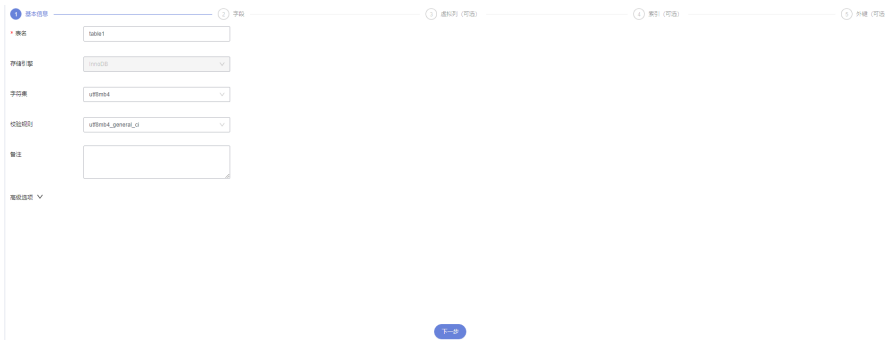 1 基本信息 2 字段 3 虚拟列（可选） 4 索引（可选） 5 外键（可选
* 表名 table1
存储引擎 InnoDB
字符集 utf8mb4
校验规则 utf8mb4_general_ci
备注
高级选项
下一步